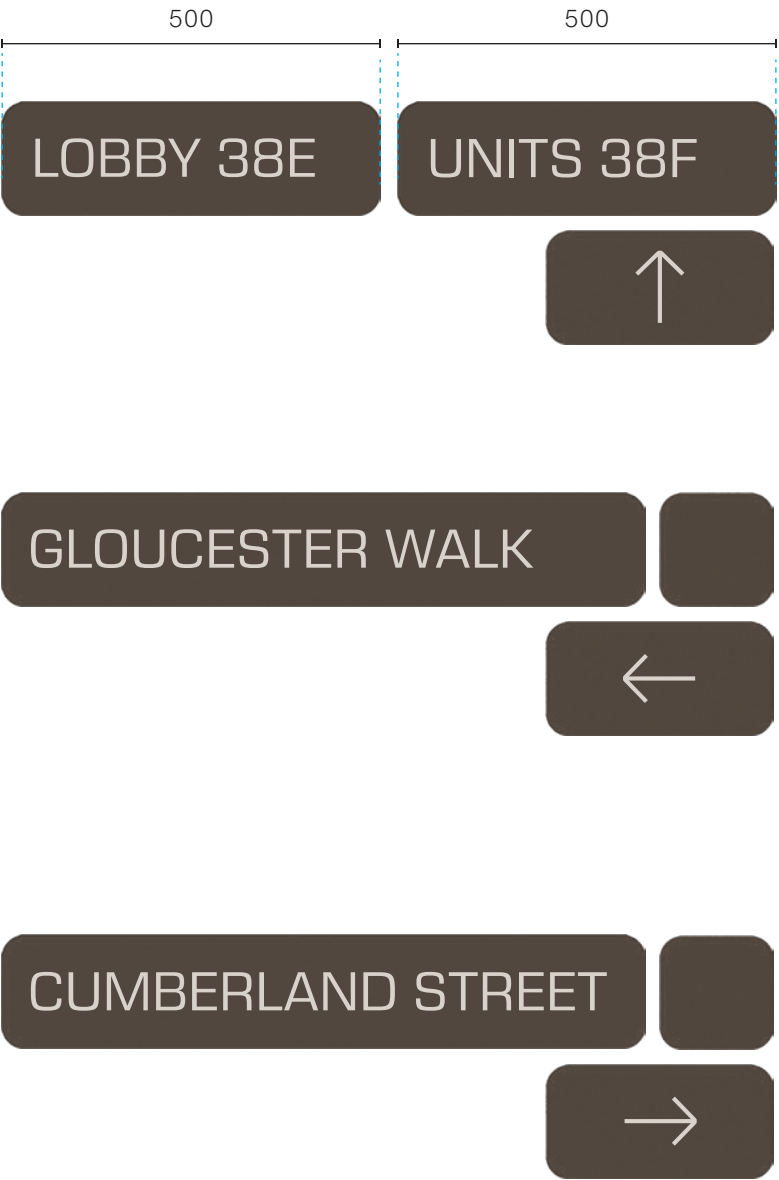 500 500
LOBBY 38E UNITS 38F
↑
GLOUCESTER WALK
←
CUMBERLAND STREET
→